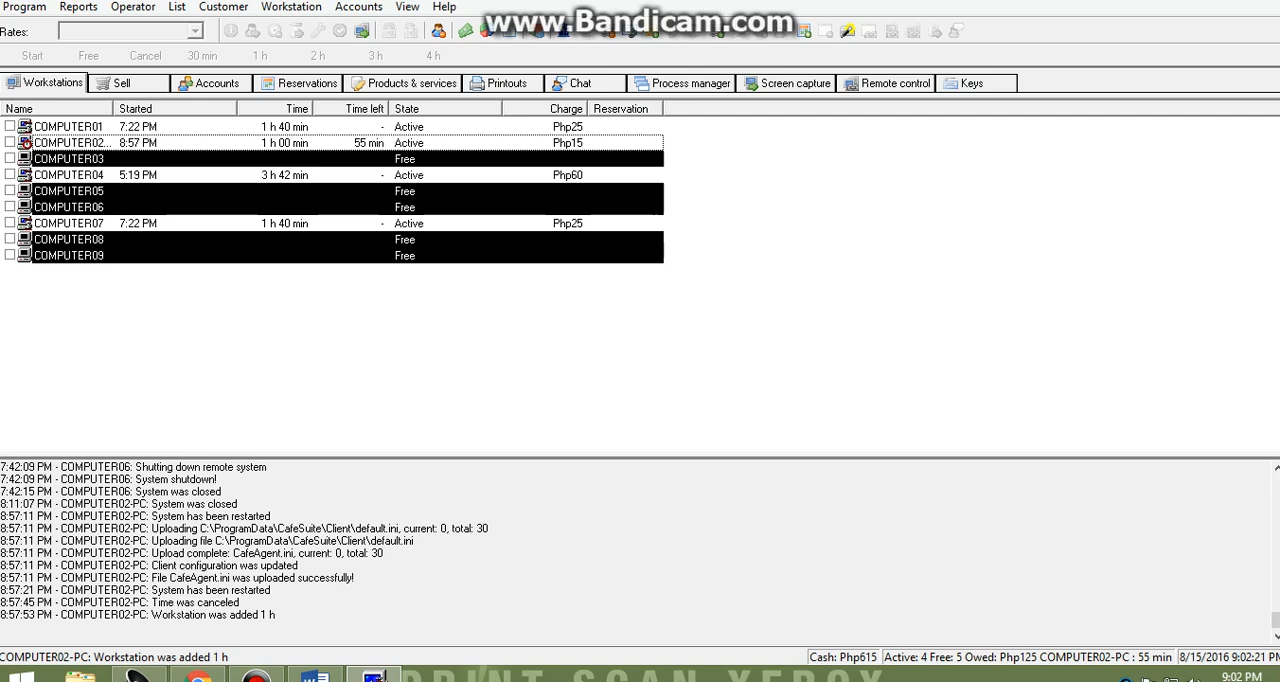 Program Reports Operator List Customer Workstation Accounts View Help
www.Bandicam.com
Rates:
Start Free Cancel 30 min 1 h 2 h 3 h 4 h
Workstations Sell Accounts Reservations Products & services Printouts Chat Process manager Screen capture Remote control Keys
Name Started Time Time left State Charge Reservation
COMPUTER01 7:22 PM 1 h 40 min - Active Php25
COMPUTER02... 8:57 PM 1 h 00 min 55 min Active Php15
COMPUTER03 Free
COMPUTER04 5:19 PM 3 h 42 min - Active Php60
COMPUTER05 Free
COMPUTER06 Free
COMPUTER07 7:22 PM 1 h 40 min - Active Php25
COMPUTER08 Free
COMPUTER09 Free
7:42:09 PM - COMPUTER06: Shutting down remote system
7:42:09 PM - COMPUTER06: System shutdown!
7:42:15 PM - COMPUTER06: System was closed
8:11:07 PM - COMPUTER02-PC: System was closed
8:57:11 PM - COMPUTER02-PC: System has been restarted
8:57:11 PM - COMPUTER02-PC: Uploading C:\ProgramData\CafeSuite\Client\default.ini, current: 0, total: 30
8:57:11 PM - COMPUTER02-PC: Uploading file C:\ProgramData\CafeSuite\Client\default.ini
8:57:11 PM - COMPUTER02-PC: Upload complete: CafeAgent.ini, current: 0, total: 30
8:57:11 PM - COMPUTER02-PC: Client configuration was updated
8:57:11 PM - COMPUTER02-PC: File CafeAgent.ini was uploaded successfully!
8:57:21 PM - COMPUTER02-PC: System has been restarted
8:57:45 PM - COMPUTER02-PC: Time was canceled
8:57:53 PM - COMPUTER02-PC: Workstation was added 1 h
COMPUTER02-PC: Workstation was added 1 h Cash: Php615 Active: 4 Free: 5 Owed: Php125 COMPUTER02-PC : 55 min 8/15/2016 9:02:21 PM
PRINT SCAN XEROX 9:02 PM